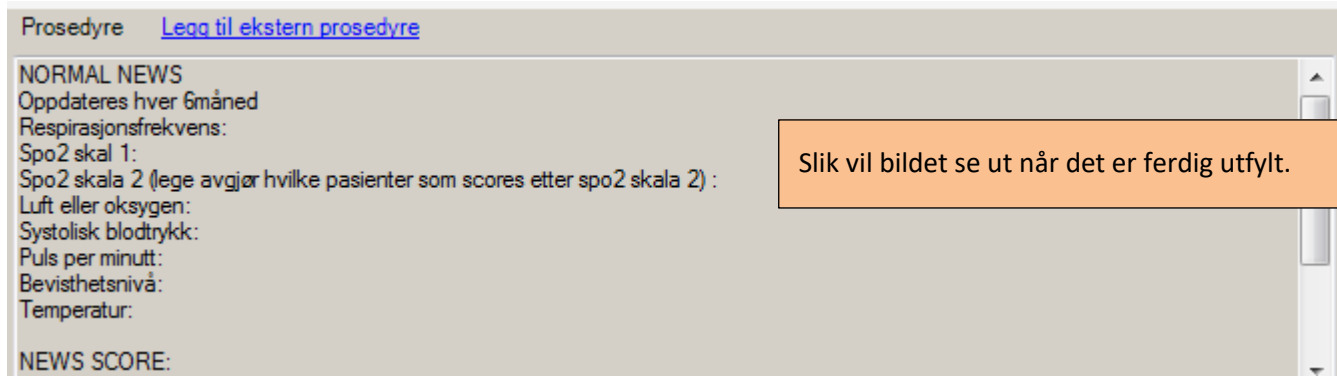 Prosedyre Legg til ekstern prosedyre
NORMAL NEWS
Oppdateres hver 6måned
Respirasjonsfrekvens:
Spo2 skal 1:
Spo2 skala 2 (lege avgjør hvilke pasienter som scores etter spo2 skala 2) :
Luft eller oksygen:
Systolisk blodtrykk:
Puls per minutt:
Bevisthetsnivå:
Temperatur:
NEWS SCORE:
Slik vil bildet se ut når det er ferdig utfylt.